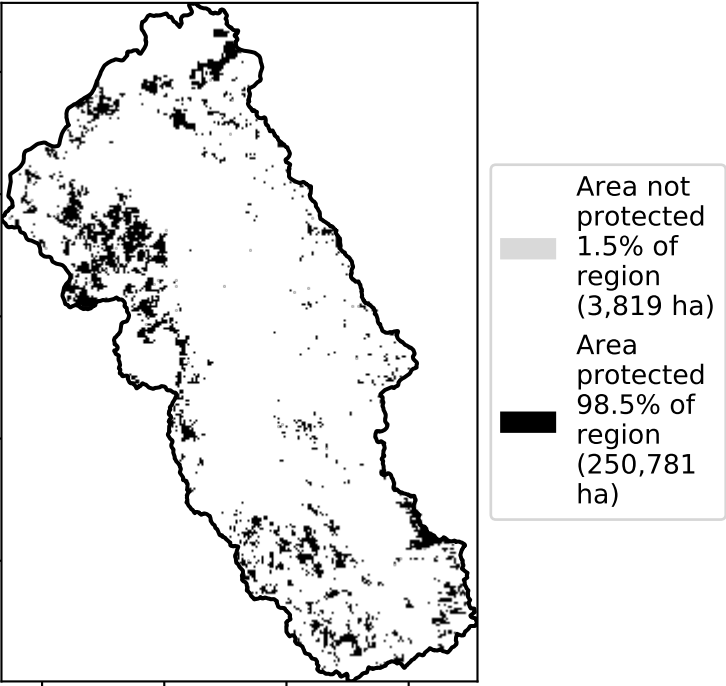 Area not
protected
1.5% of
region
(3,819 ha)
Area
protected
98.5% of
region
(250,781
ha)